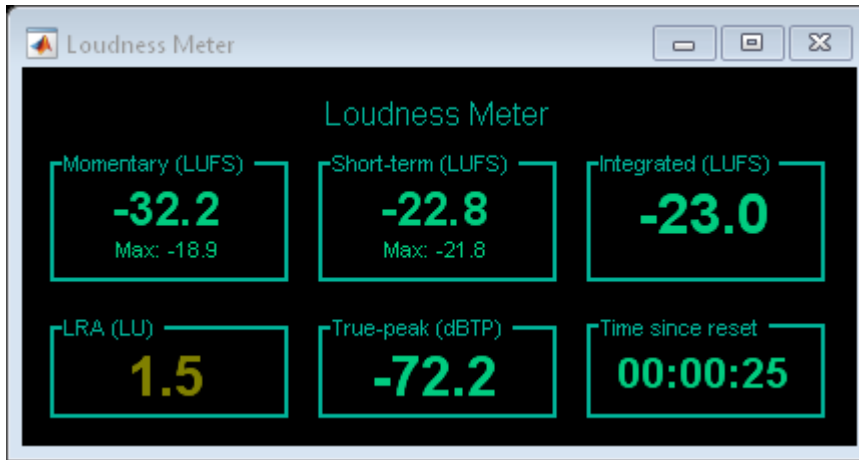 Loudness Meter
Loudness Meter
Momentary (LUFS)
-32.2
Max: -18.9
Short-term (LUFS)
-22.8
Max: -21.8
Integrated (LUFS)
-23.0
LRA (LU)
1.5
True-peak (dBTP)
-72.2
Time since reset
00:00:25